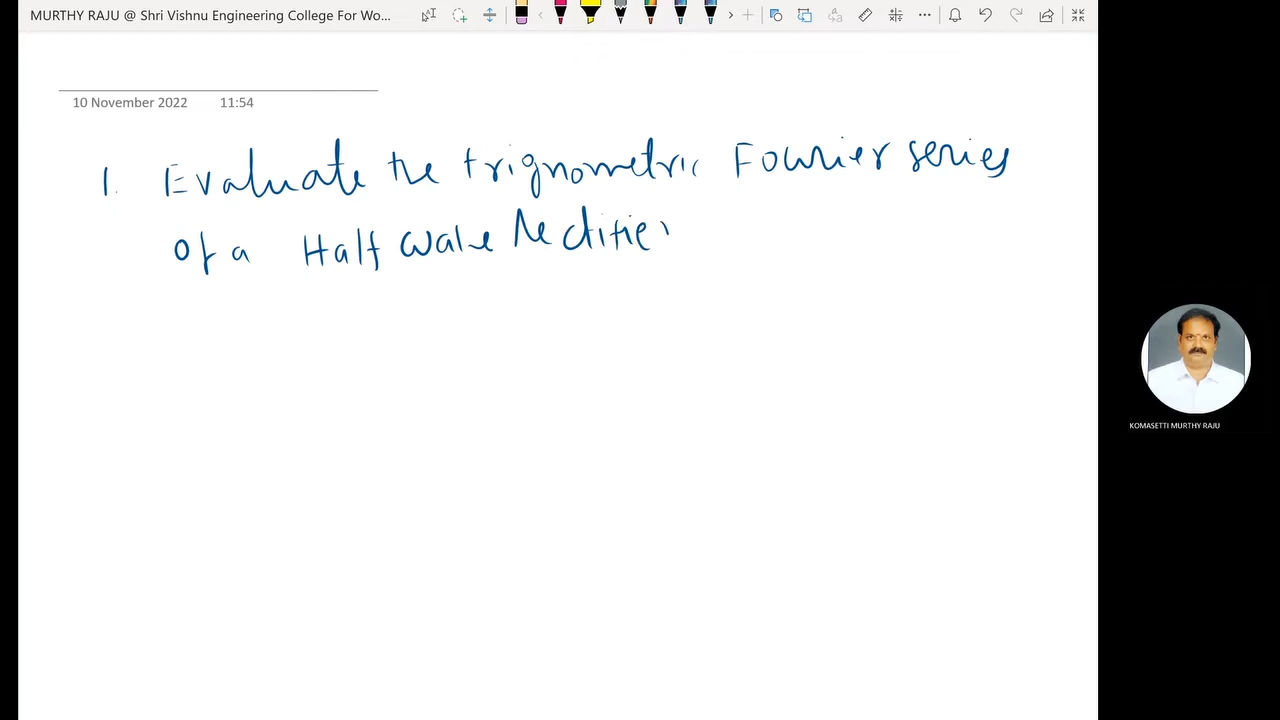 MURTHY RAJU @ Shri Vishnu Engineering College For Wo...
10 November 2022 11:54
1. Evaluate the trignometric Fourier series
of a Half wave Rectifier
KOMASETTI MURTHY RAJU